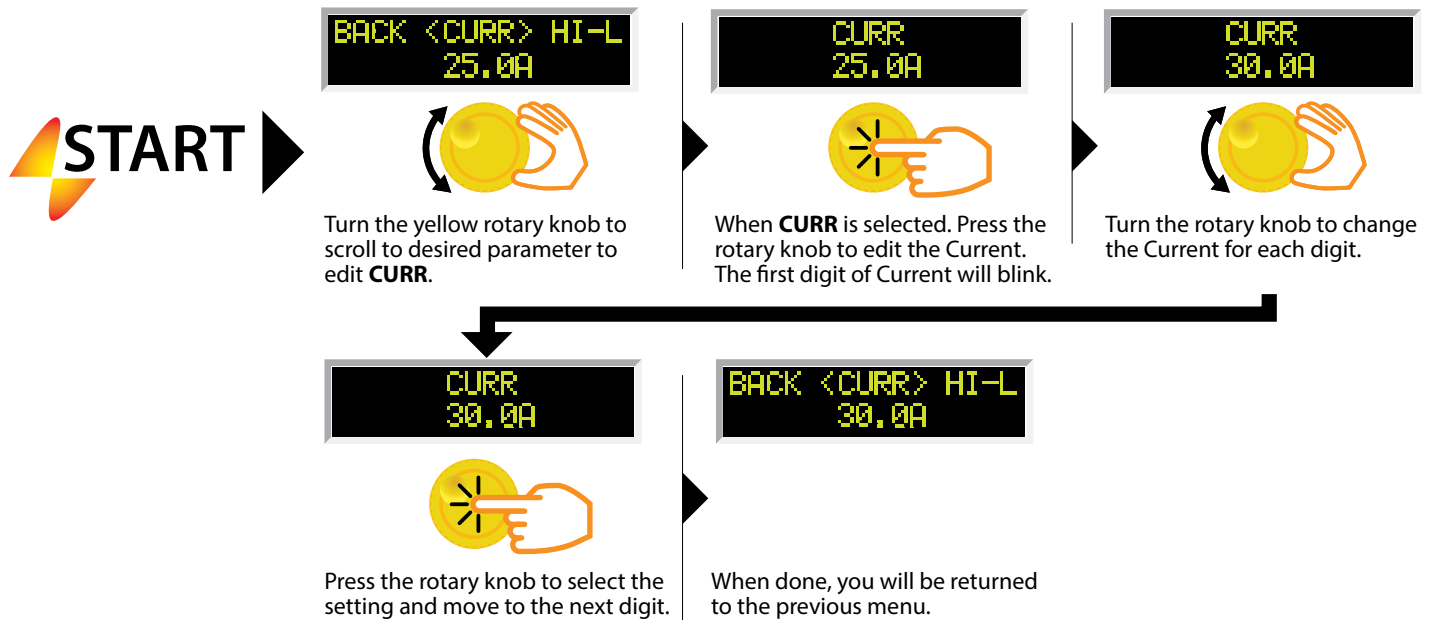 START
BACK <CURR> HI-L
25.0A
Turn the yellow rotary knob to
scroll to desired parameter to
edit CURR.
CURR
25.0A
When CURR is selected. Press the
rotary knob to edit the Current.
The first digit of Current will blink.
CURR
30.0A
Turn the rotary knob to change
the Current for each digit.
CURR
30.0A
Press the rotary knob to select the
setting and move to the next digit.
BACK <CURR> HI-L
30.0A
When done, you will be returned
to the previous menu.